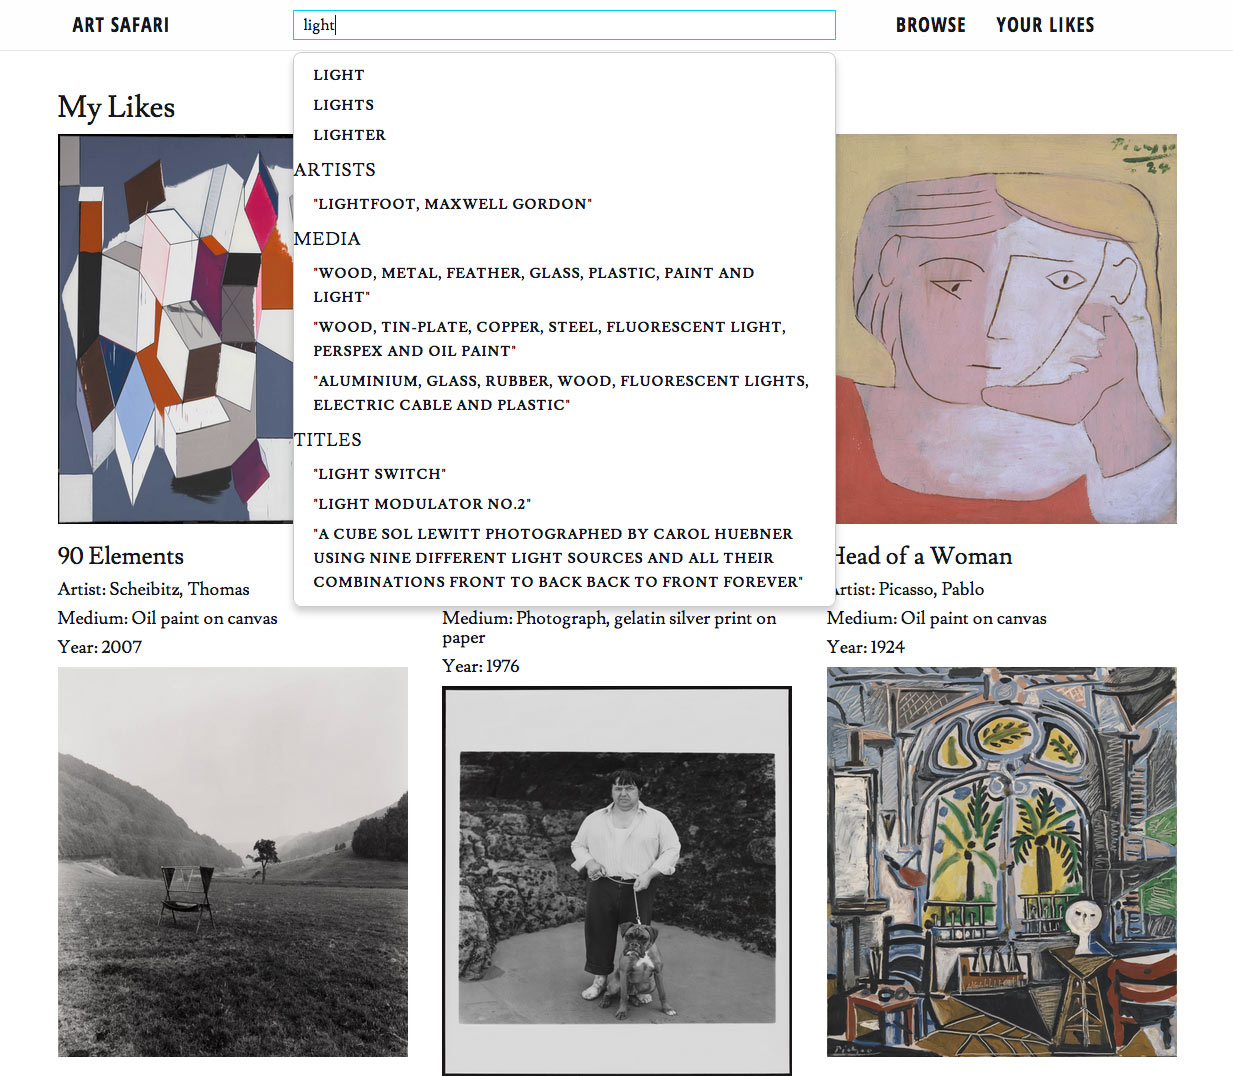 ART SAFARI
light
BROWSE
YOUR LIKES
My Likes
LIGHT
LIGHTS
LIGHTER
ARTISTS
"LIGHTFOOT, MAXWELL GORDON"
MEDIA
"WOOD, METAL, FEATHER, GLASS, PLASTIC, PAINT AND
LIGHT"
"WOOD, TIN-PLATE, COPPER, STEEL, FLUORESCENT LIGHT,
PERSPEX AND OIL PAINT"
"ALUMINIUM, GLASS, RUBBER, WOOD, FLUORESCENT LIGHTS,
ELECTRIC CABLE AND PLASTIC"
TITLES
"LIGHT SWITCH"
"LIGHT MODULATOR NO.2"
"A CUBE SOL LEWITT PHOTOGRAPHED BY CAROL HUEBNER
USING NINE DIFFERENT LIGHT SOURCES AND ALL THEIR
COMBINATIONS FRONT TO BACK BACK TO FRONT FOREVER"
Picasso
24
90 Elements
Artist: Scheibitz, Thomas
Medium: Oil paint on canvas
Year: 2007
Medium: Photograph, gelatin silver print on
paper
Year: 1976
Head of a Woman
Artist: Picasso, Pablo
Medium: Oil paint on canvas
Year: 1924
Picasso